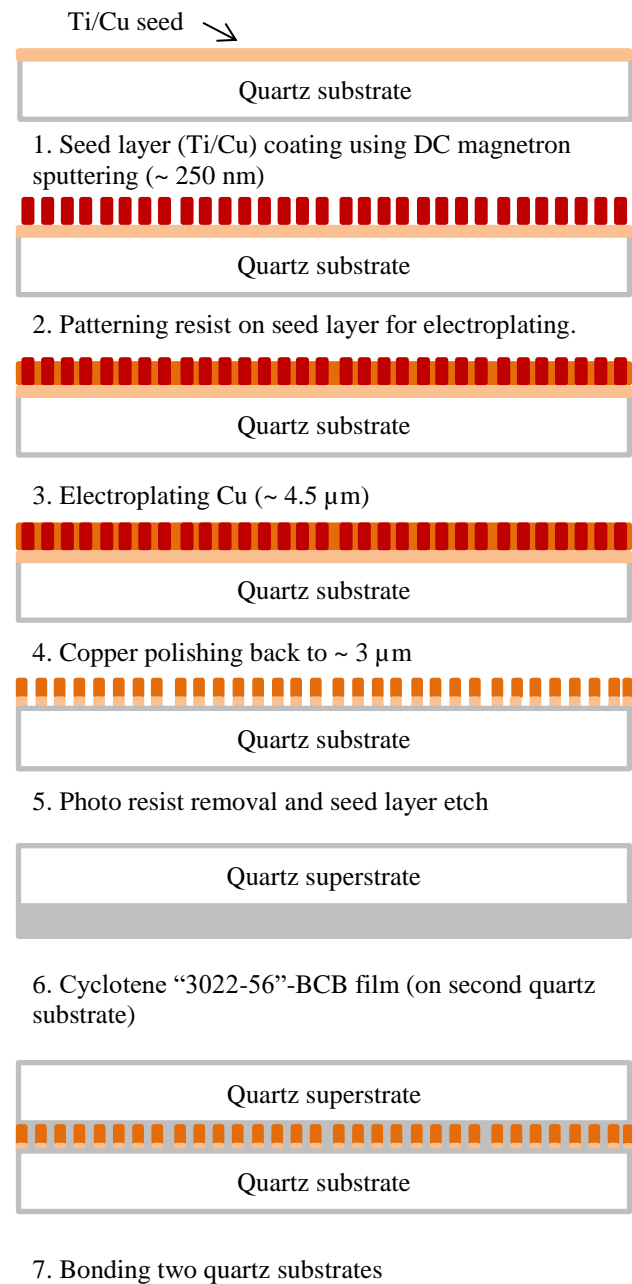 Ti/Cu seed
Quartz substrate
1. Seed layer (Ti/Cu) coating using DC magnetron
sputtering (~ 250 nm)
Quartz substrate
2. Patterning resist on seed layer for electroplating.
Quartz substrate
3. Electroplating Cu (~ 4.5 µm)
Quartz substrate
4. Copper polishing back to ~ 3 µm
Quartz substrate
5. Photo resist removal and seed layer etch
Quartz superstrate
6. Cyclotene “3022-56”-BCB film (on second quartz
substrate)
Quartz superstrate
Quartz substrate
7. Bonding two quartz substrates